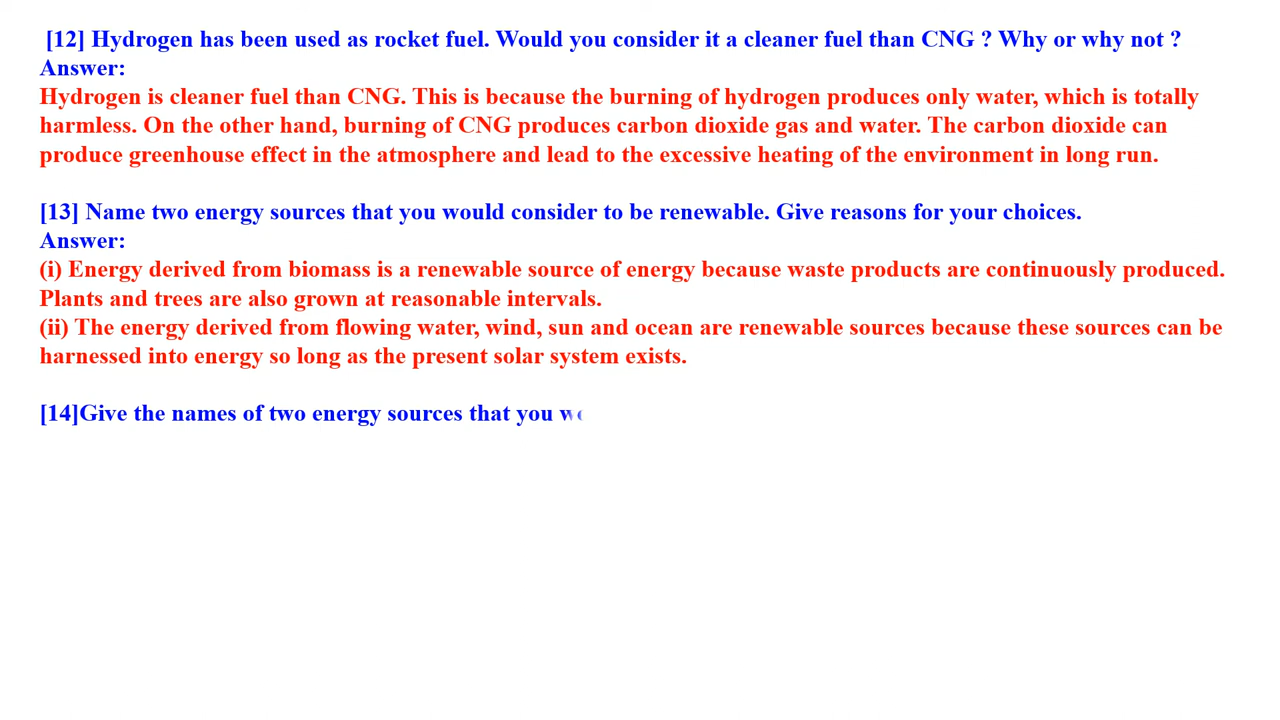 [12] Hydrogen has been used as rocket fuel. Would you consider it a cleaner fuel than CNG ? Why or why not ?
Answer:
Hydrogen is cleaner fuel than CNG. This is because the burning of hydrogen produces only water, which is totally
harmless. On the other hand, burning of CNG produces carbon dioxide gas and water. The carbon dioxide can
produce greenhouse effect in the atmosphere and lead to the excessive heating of the environment in long run.
[13] Name two energy sources that you would consider to be renewable. Give reasons for your choices.
Answer:
(i) Energy derived from biomass is a renewable source of energy because waste products are continuously produced.
Plants and trees are also grown at reasonable intervals.
(ii) The energy derived from flowing water, wind, sun and ocean are renewable sources because these sources can be
harnessed into energy so long as the present solar system exists.
[14]Give the names of two energy sources that you